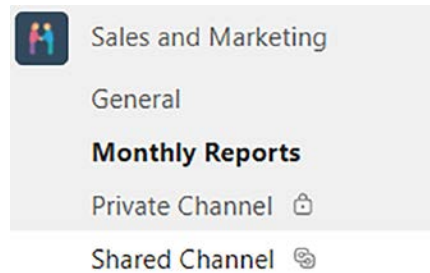 Sales and Marketing
General
Monthly Reports
Private Channel
Shared Channel